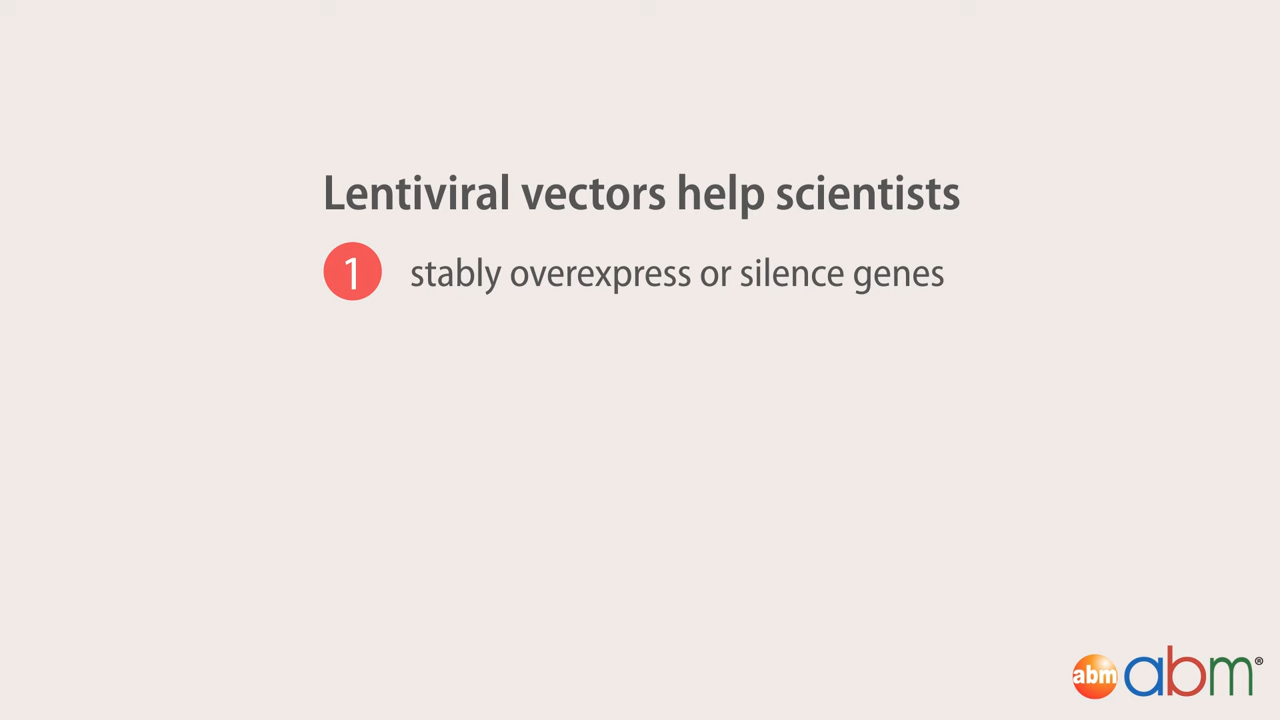 Lentiviral vectors help scientists
1 stably overexpress or silence genes
abm abm®